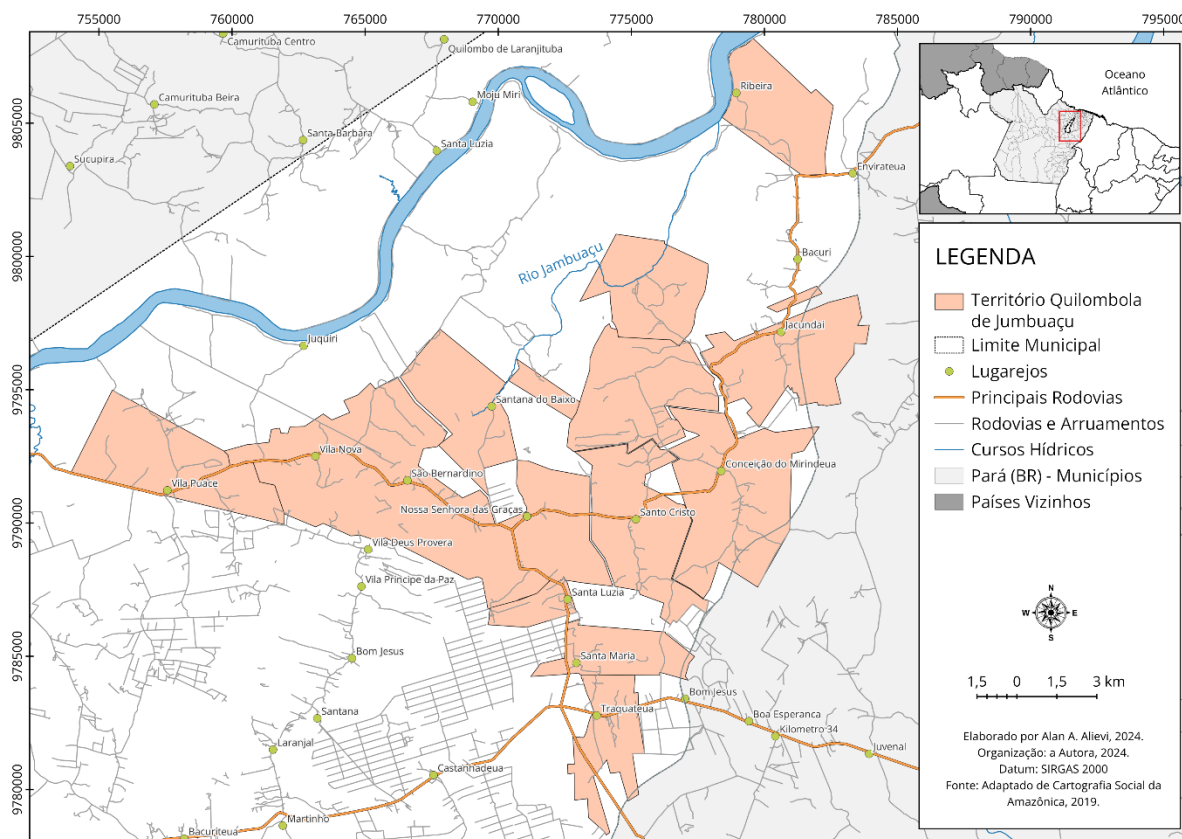 755000
760000
765000
770000
775000
780000
785000
790000
795000
9805000
9800000
9795000
9790000
9785000
9780000
Camurituba Centro
Quilombo de Laranjituba
Camurituba Beira
Moju Miri
Ribeira
Santa Barbara
Santa Luzia
Sucupira
Envirateua
Rio Jambuaçu
Bacuri
Juquiri
Jacundai
Santana do Baixo
Vila Nova
São Bernardino
Conceição do Mirindeua
Vila Puace
Nossa Senhora das Graças
Santo Cristo
Vila Deus Provera
Vila Principe da Paz
Santa Luzia
Bom Jesus
Santa Maria
Bom Jesus
Santana
Traquateua
Boa Esperanca
Kilometro-34
Laranjal
Juvenal
Castanhadeua
Martinho
Bacuriteua
Oceano
Atlântico
LEGENDA
Território Quilombola
de Jumbuaçu
Limite Municipal
Lugarejos
Principais Rodovias
Rodovias e Arruamentos
Cursos Hídricos
Pará (BR) - Municípios
Países Vizinhos
N
W E
S
1,5 0 1,5 3 km
Elaborado por Alan A. Alievi, 2024.
Organização: a Autora, 2024.
Datum: SIRGAS 2000
Fonte: Adaptado de Cartografia Social da
Amazônica, 2019.